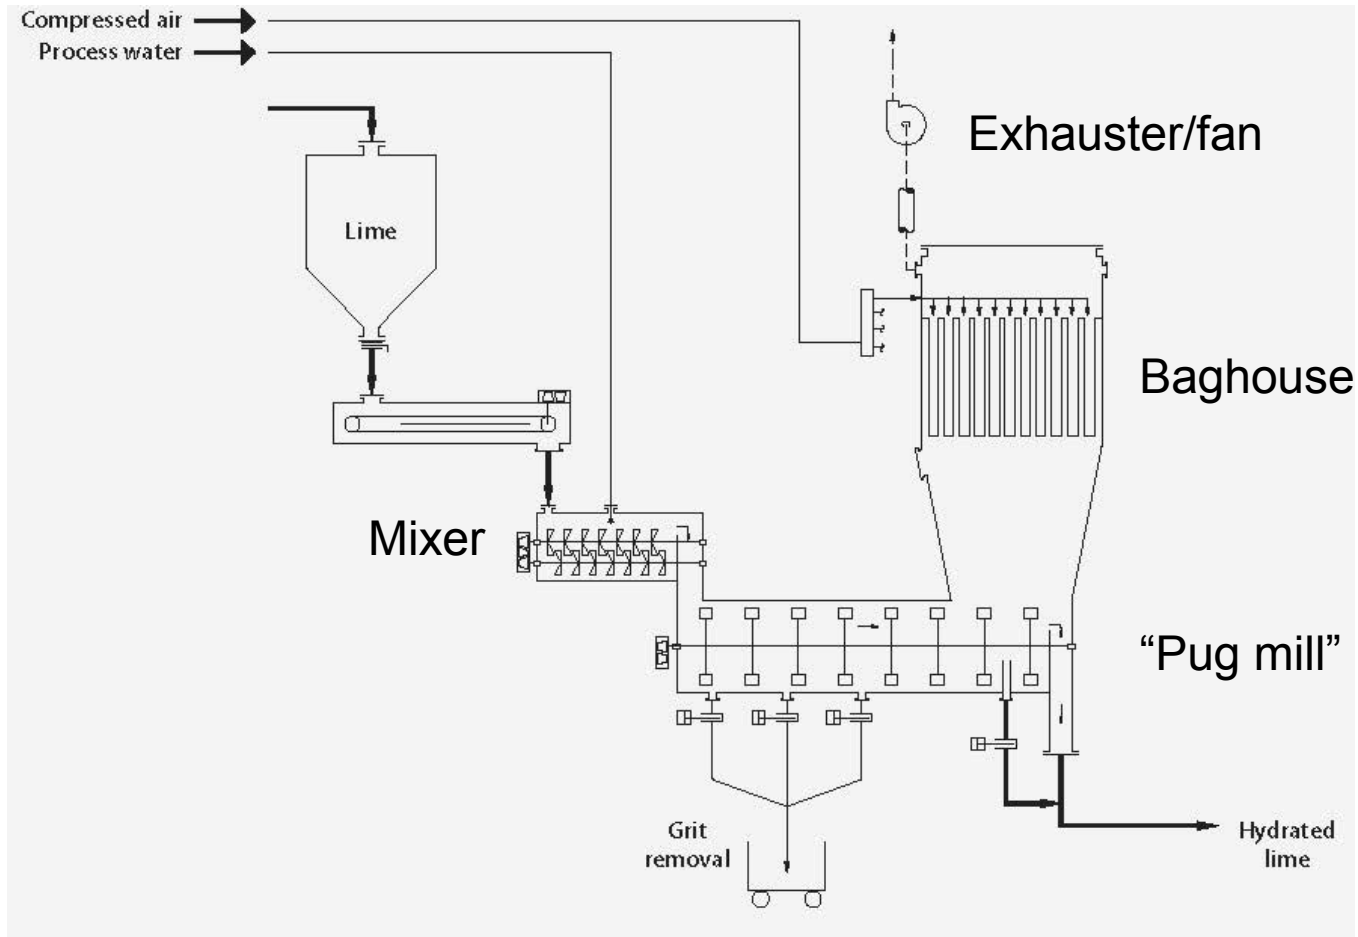 Compressed air
Process water
Exhauster/fan
Lime
Baghouse
Mixer
“Pug mill”
Grit
removal
Hydrated
lime